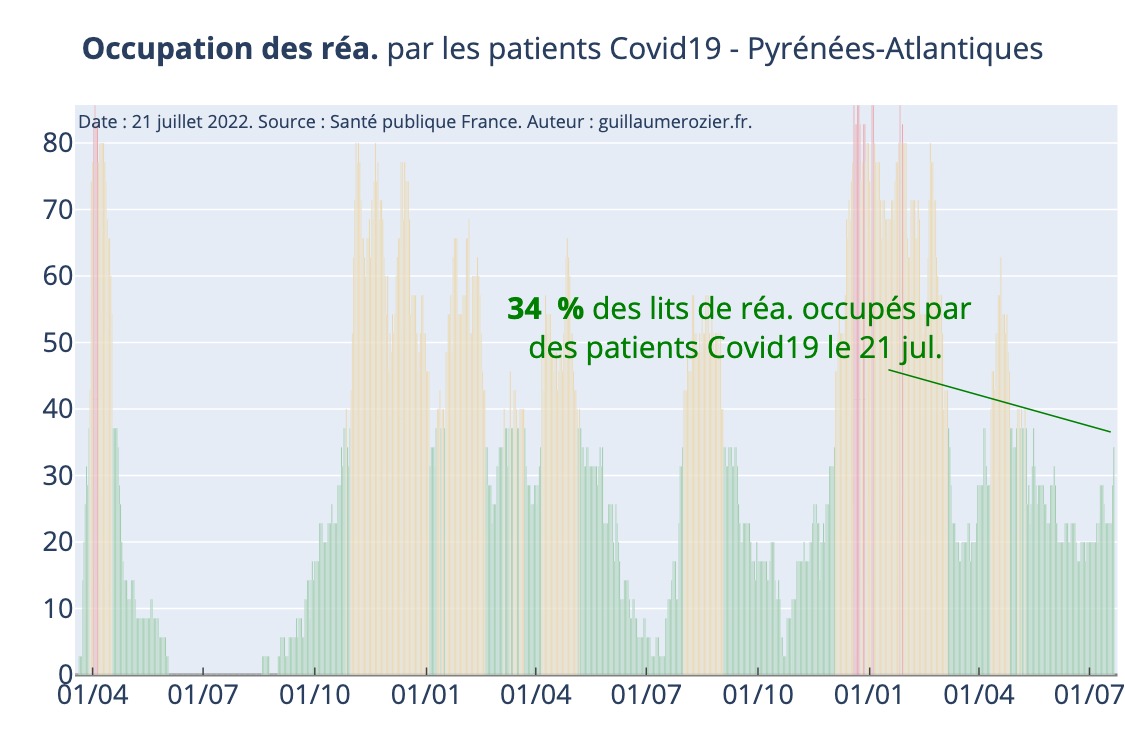 Occupation des réa. par les patients Covid19 - Pyrénées-Atlantiques
Date : 21 juillet 2022. Source : Santé publique France. Auteur : guillaumerozier.fr.
80
70
60
34 % des lits de réa. occupés par
des patients Covid19 le 21 jul.
50
40
30
20
10
0
01/04 01/07 01/10 01/01 01/04 01/07 01/10 01/01 01/04 01/07